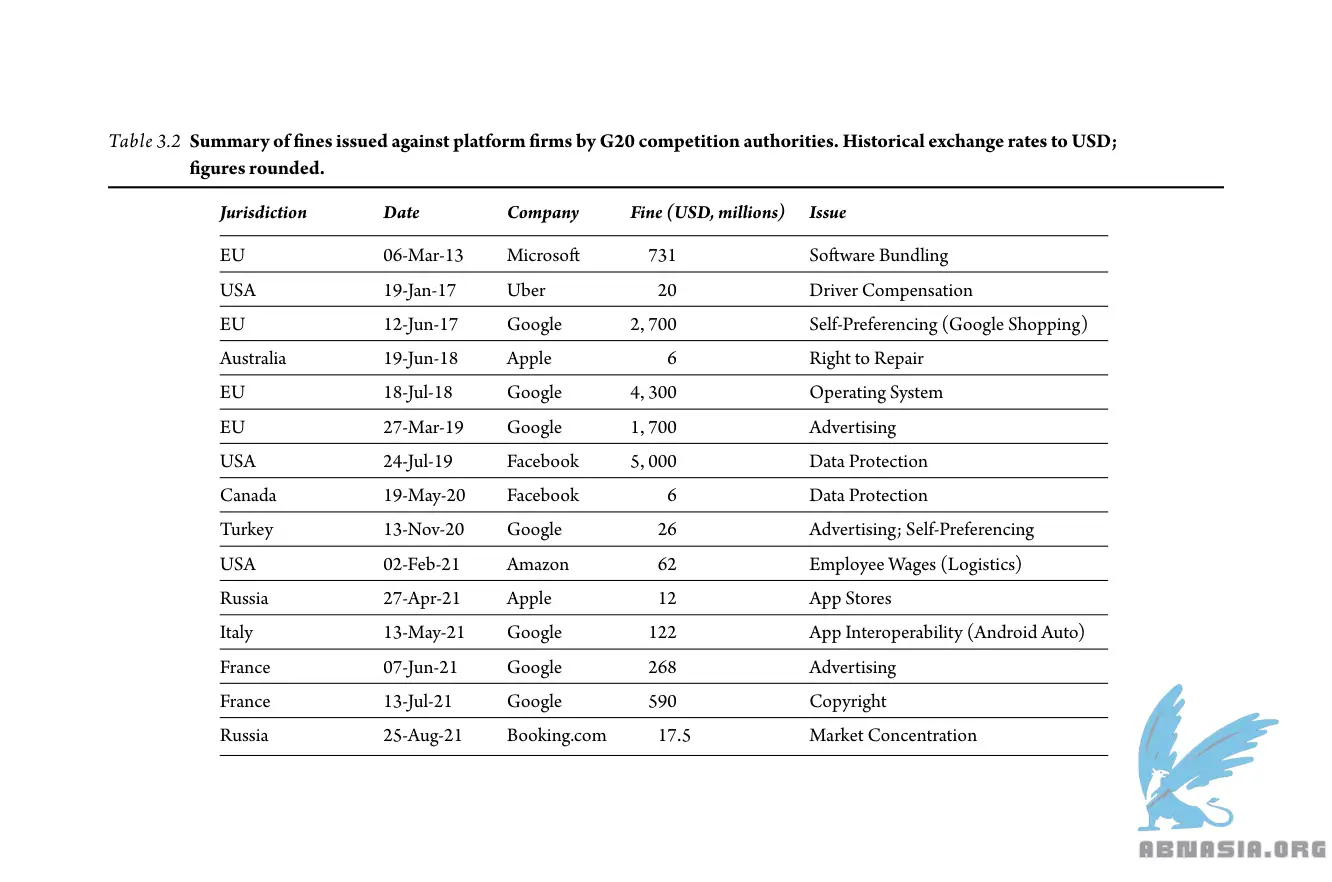 Table 3.2 Summary of fines issued against platform firms by G20 competition authorities. Historical exchange rates to USD;
figures rounded.
Jurisdiction Date Company Fine (USD, millions) Issue
EU 06-Mar-13 Microsoft 731 Software Bundling
USA 19-Jan-17 Uber 20 Driver Compensation
EU 12-Jun-17 Google 2, 700 Self-Preferencing (Google Shopping)
Australia 19-Jun-18 Apple 6 Right to Repair
EU 18-Jul-18 Google 4, 300 Operating System
EU 27-Mar-19 Google 1, 700 Advertising
USA 24-Jul-19 Facebook 5, 000 Data Protection
Canada 19-May-20 Facebook 6 Data Protection
Turkey 13-Nov-20 Google 26 Advertising; Self-Preferencing
USA 02-Feb-21 Amazon 62 Employee Wages (Logistics)
Russia 27-Apr-21 Apple 12 App Stores
Italy 13-May-21 Google 122 App Interoperability (Android Auto)
France 07-Jun-21 Google 268 Advertising
France 13-Jul-21 Google 590 Copyright
Russia 25-Aug-21 Booking.com 17.5 Market Concentration
ABNASIA.ORG